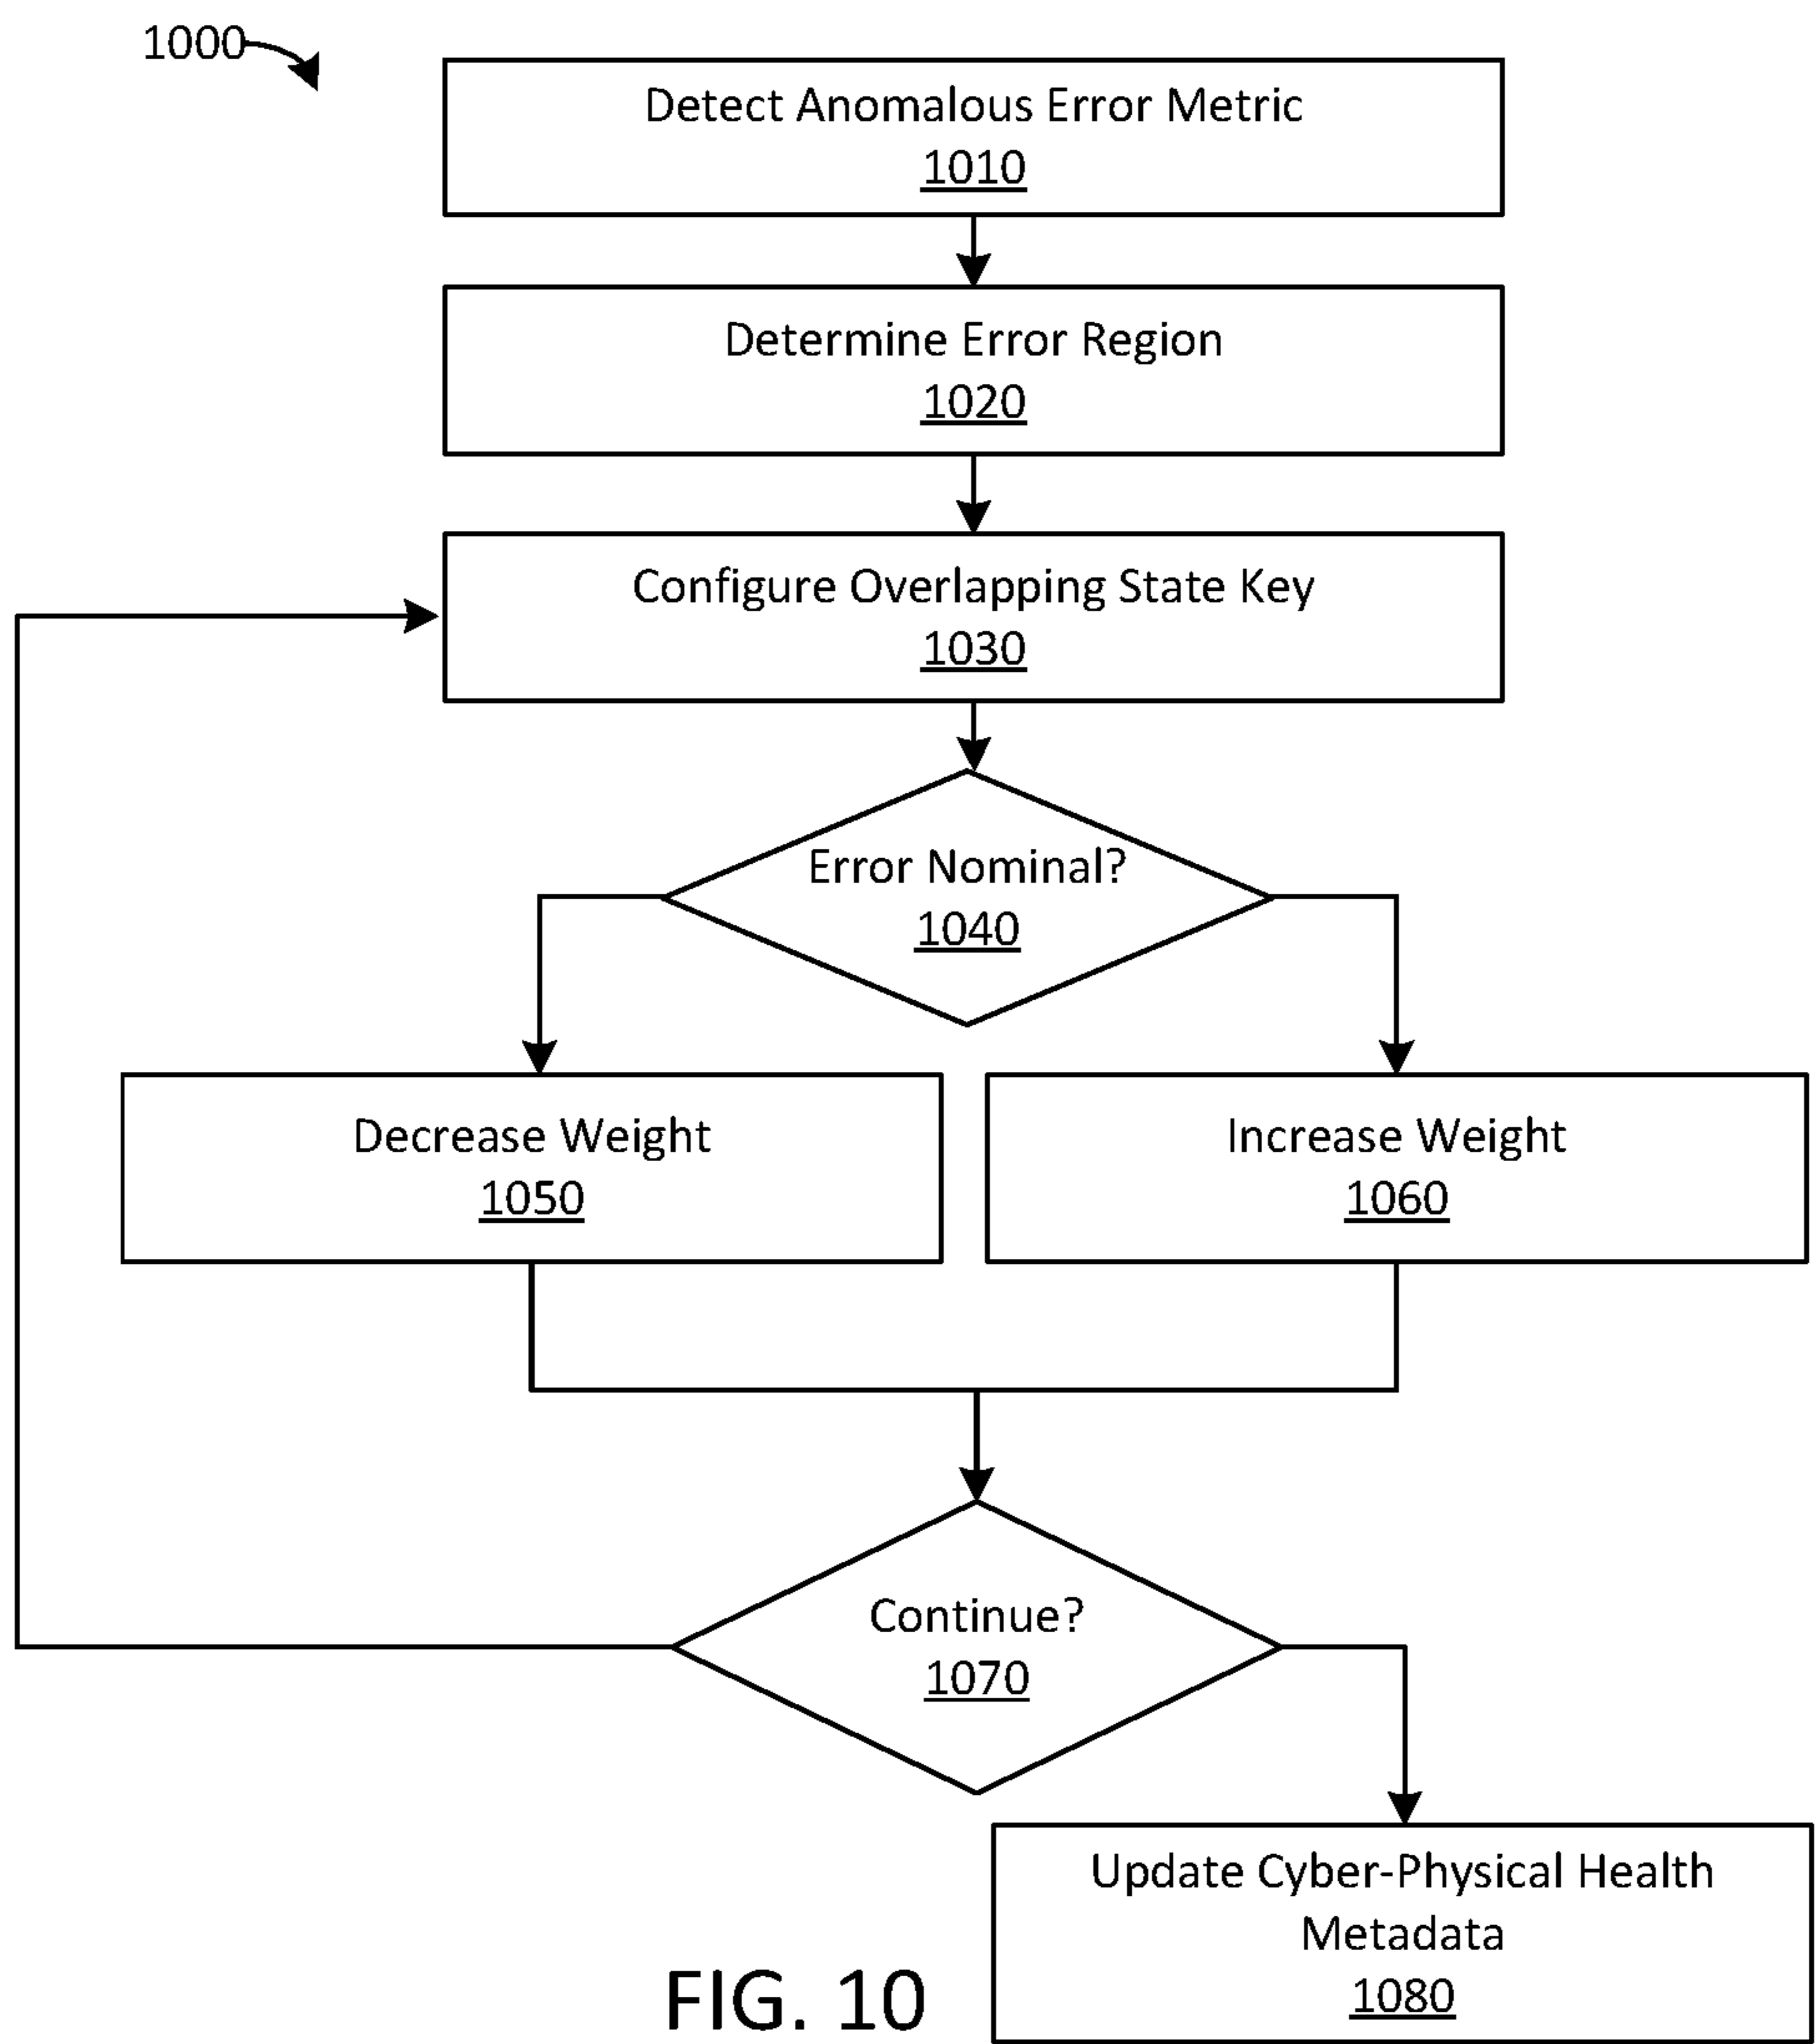 1000
Detect Anomalous Error Metric
1010
Determine Error Region
1020
Configure Overlapping State Key
1030
Error Nominal?
1040
Decrease Weight
1050
Increase Weight
1060
Continue?
1070
Update Cyber-Physical Health
Metadata
1080
FIG. 10